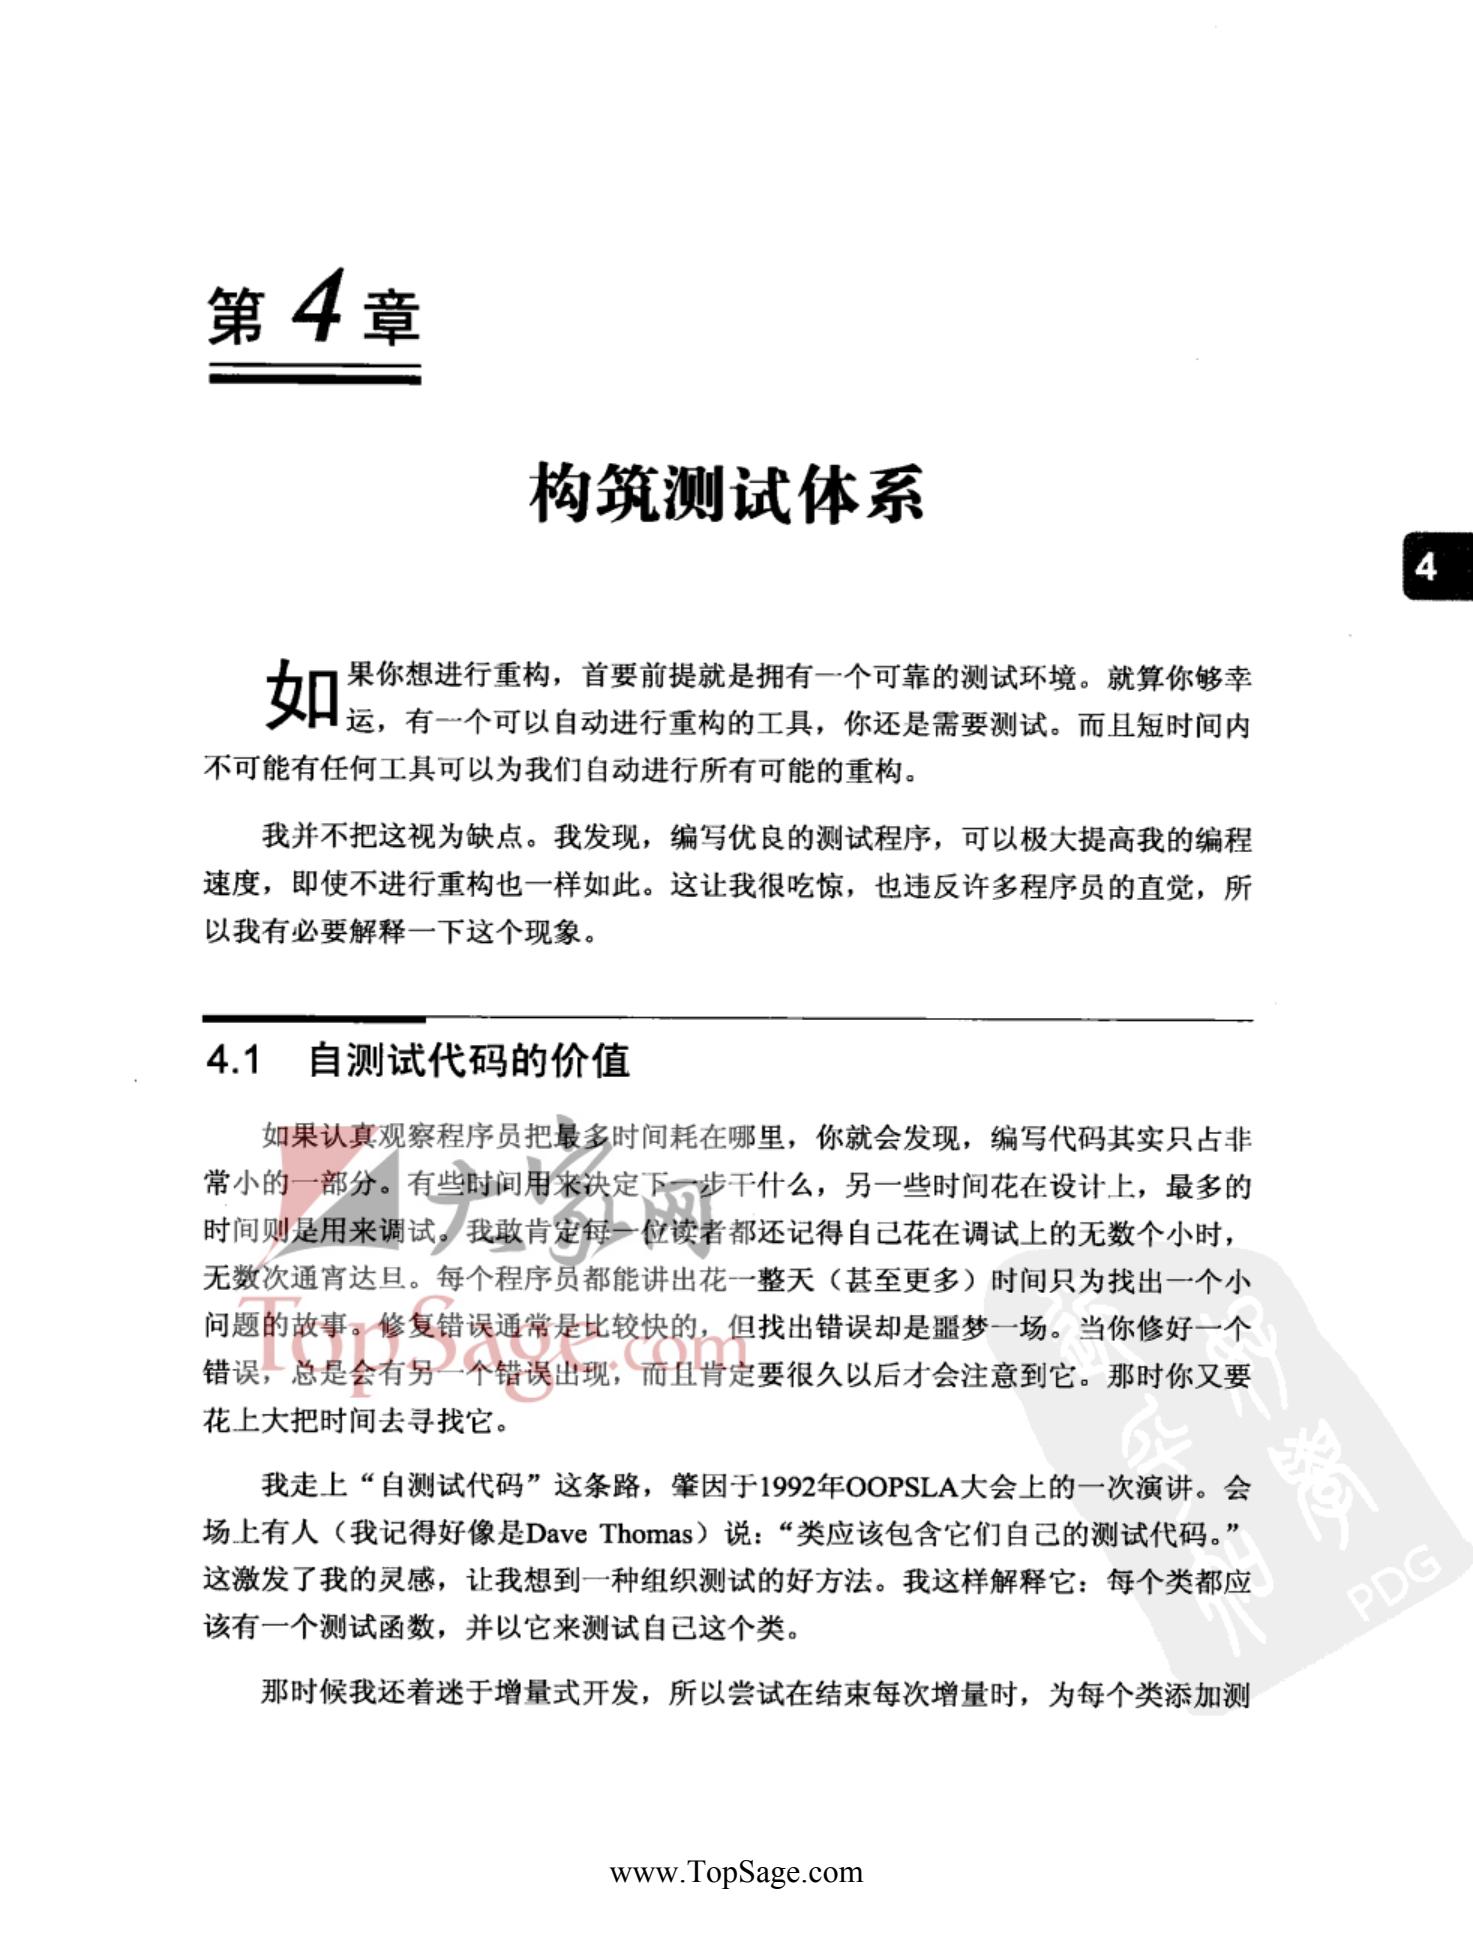 第 4 章
构筑测试体系
4
如果你想进行重构，首要前提就是拥有一个可靠的测试环境。就算你够幸
运，有一个可以自动进行重构的工具，你还是需要测试。而且短时间内
不可能有任何工具可以为我们自动进行所有可能的重构。
我并不把这视为缺点。我发现，编写优良的测试程序，可以极大提高我的编程
速度，即使不进行重构也一样如此。这让我很吃惊，也违反许多程序员的直觉，所
以我有必要解释一下这个现象。
4.1 自测试代码的价值
如果认真观察程序员把最多时间耗在哪里，你就会发现，编写代码其实只占非
常小的一部分。有些时间用来决定下一步干什么，另一些时间花在设计上，最多的
时间则是用来调试。我敢肯定每一位读者都还记得自己花在调试上的无数个小时，
无数次通宵达旦。每个程序员都能讲出花一整天（甚至更多）时间只为找出一个小
问题的故事。修复错误通常是比较快的，但找出错误却是噩梦一场。当你修好一个
错误，总是会有另一个错误出现，而且肯定要很久以后才会注意到它。那时你又要
花上大把时间去寻找它。
我走上“自测试代码”这条路，肇因于1992年OOPSLA大会上的一次演讲。会
场上有人（我记得好像是Dave Thomas）说：“类应该包含它们自己的测试代码。”
这激发了我的灵感，让我想到一种组织测试的好方法。我这样解释它：每个类都应
该有一个测试函数，并以它来测试自己这个类。
那时候我还着迷于增量式开发，所以尝试在结束每次增量时，为每个类添加测
大家网
TopSage.com
PDG
www.TopSage.com